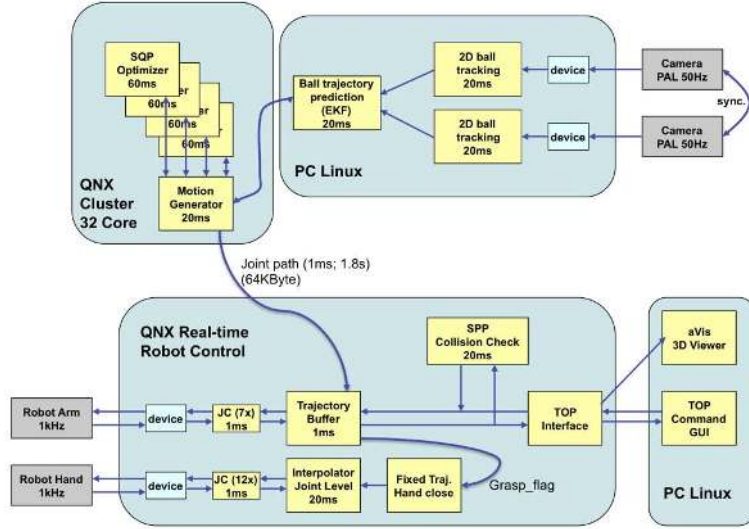 SQP
Optimizer
60ms
er
60ms
er
60ms
er
60ms
Motion
Generator
20ms
QNX
Cluster
32 Core
Ball trajectory
prediction
(EKF)
20ms
2D ball
tracking
20ms
device
Camera
PAL 50Hz
sync.
2D ball
tracking
20ms
device
Camera
PAL 50Hz
PC Linux
Joint path (1ms; 1.8s)
(64KByte)
QNX Real-time
Robot Control
SPP
Collision Check
20ms
aVis
3D Viewer
Robot Arm
1kHz
device
JC (7x)
1ms
Trajectory
Buffer
1ms
TOP
Interface
TOP
Command
GUI
Robot Hand
1kHz
device
JC (12x)
1ms
Interpolator
Joint Level
20ms
Fixed Traj.
Hand close
Grasp_flag
PC Linux